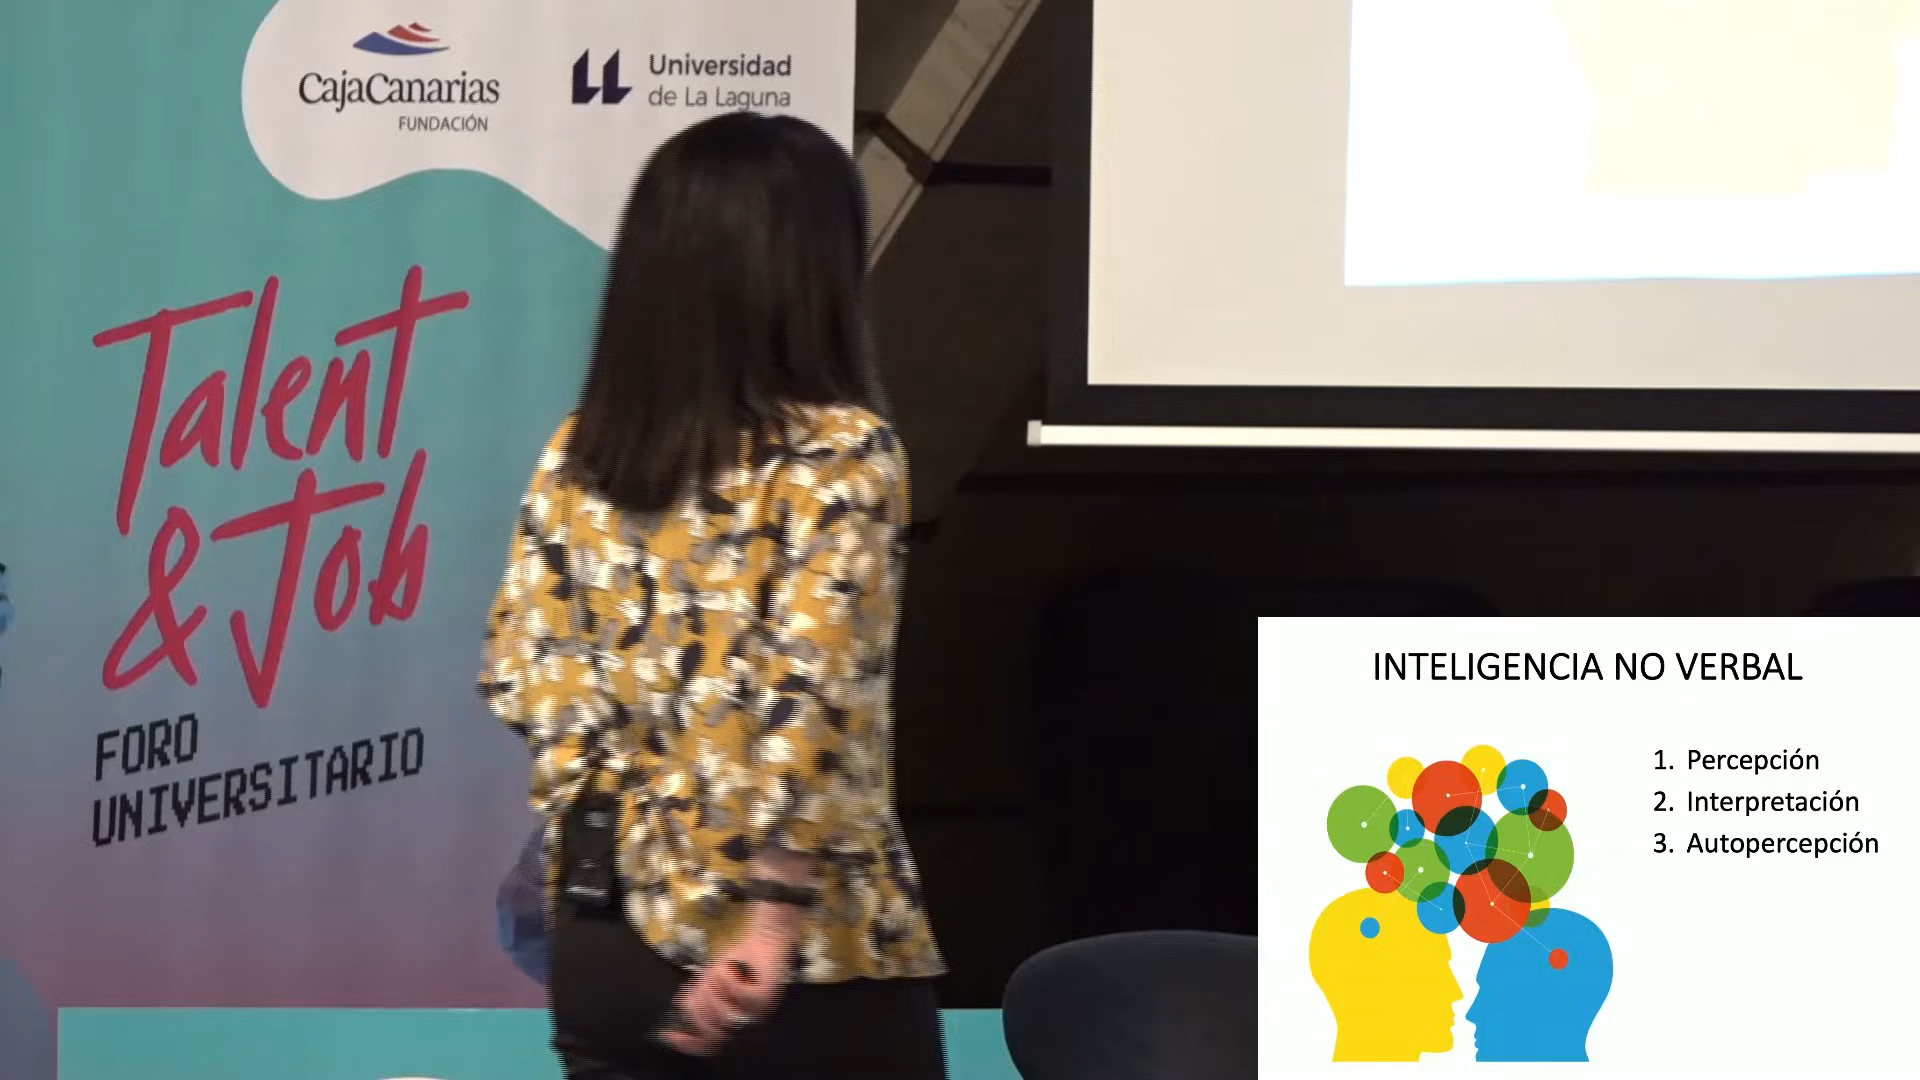 CajaCanarias
FUNDACIÓN
Universidad
de La Laguna
Talent
& Job
FORO
UNIVERSITARIO
INTELIGENCIA NO VERBAL
1. Percepción
2. Interpretación
3. Autopercepción